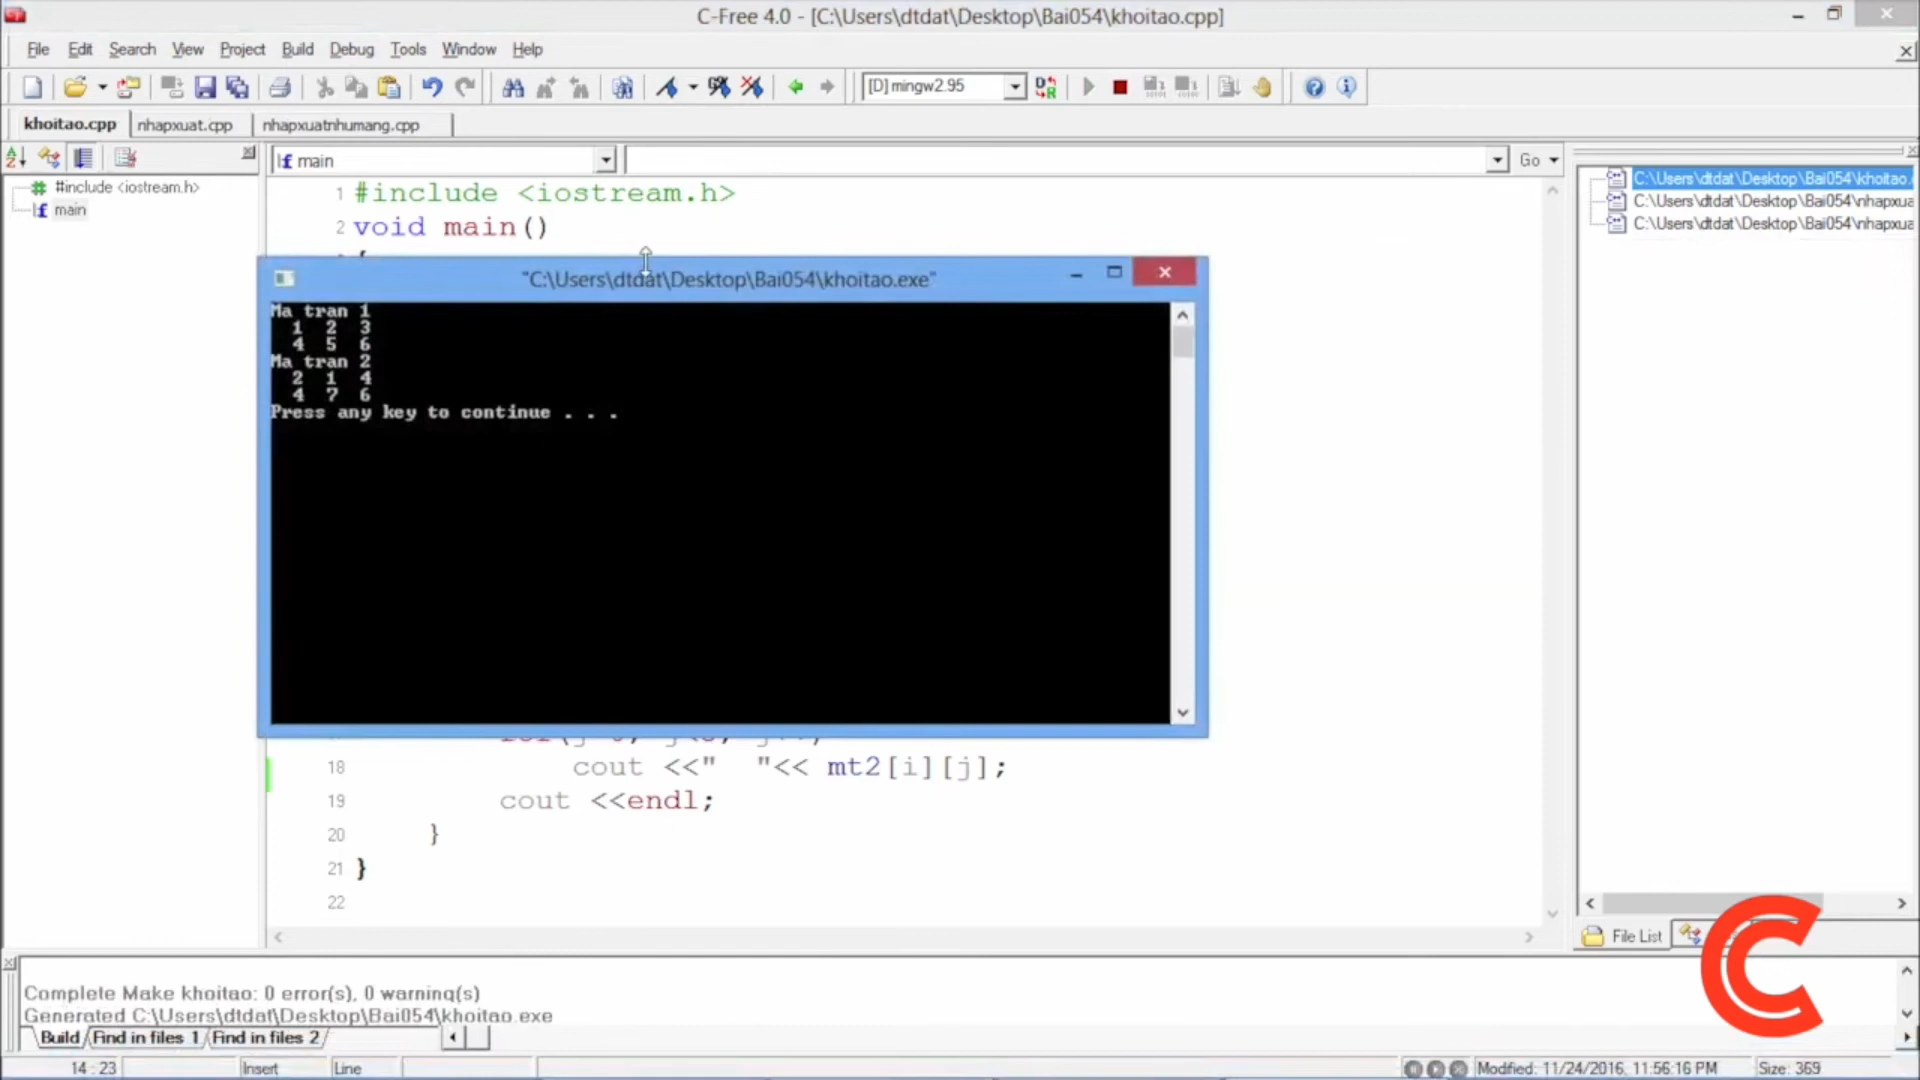 C-Free 4.0 - [C:\Users\dtdat\Desktop\Bai054\khoitao.cpp]
File Edit Search View Project Build Debug Tools Window Help
[D] mingw2.95
khoitao.cpp nhapxuat.cpp nhapxuatnhumang.cpp
main Go
#include <iostream.h>
main
1 #include <iostream.h>
2 void main()
"C:\Users\dtdat\Desktop\Bai054\khoitao.exe"
Ma tran 1
1 2 3
4 5 6
Ma tran 2
2 1 4
4 7 6
Press any key to continue . . .
18 cout <<" "<< mt2[i][j];
19 cout <<endl;
20 }
21 }
22
C:\Users\dtdat\Desktop\Bai054\khoitao.
C:\Users\dtdat\Desktop\Bai054\nhapxua
C:\Users\dtdat\Desktop\Bai054\nhapxua
File List
Complete Make khoitao: 0 error(s), 0 warning(s)
Generated C:\Users\dtdat\Desktop\Bai054\khoitao.exe
Build Find in files 1 Find in files 2
14 : 23 Insert Line Modified: 11/24/2016, 11:56:16 PM Size: 369